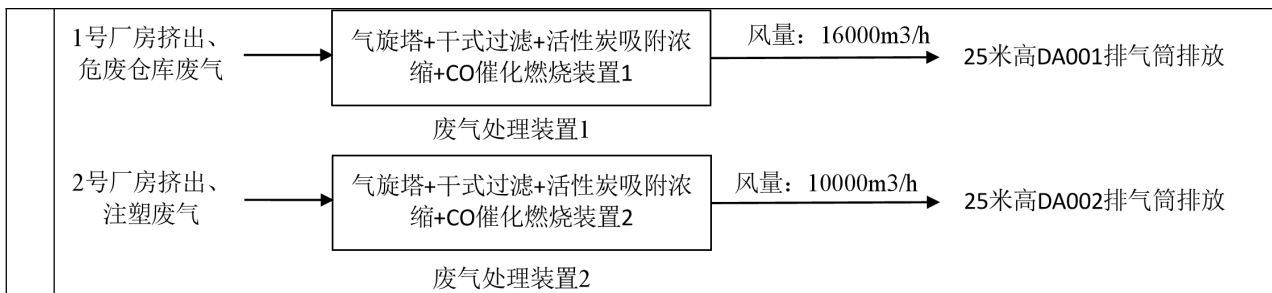 1号厂房挤出、
危废仓库废气
气旋塔+干式过滤+活性炭吸附浓
缩+CO催化燃烧装置1
风量：16000m3/h
25米高DA001排气筒排放
废气处理装置1
2号厂房挤出、
注塑废气
气旋塔+干式过滤+活性炭吸附浓
缩+CO催化燃烧装置2
风量：10000m3/h
25米高DA002排气筒排放
废气处理装置2